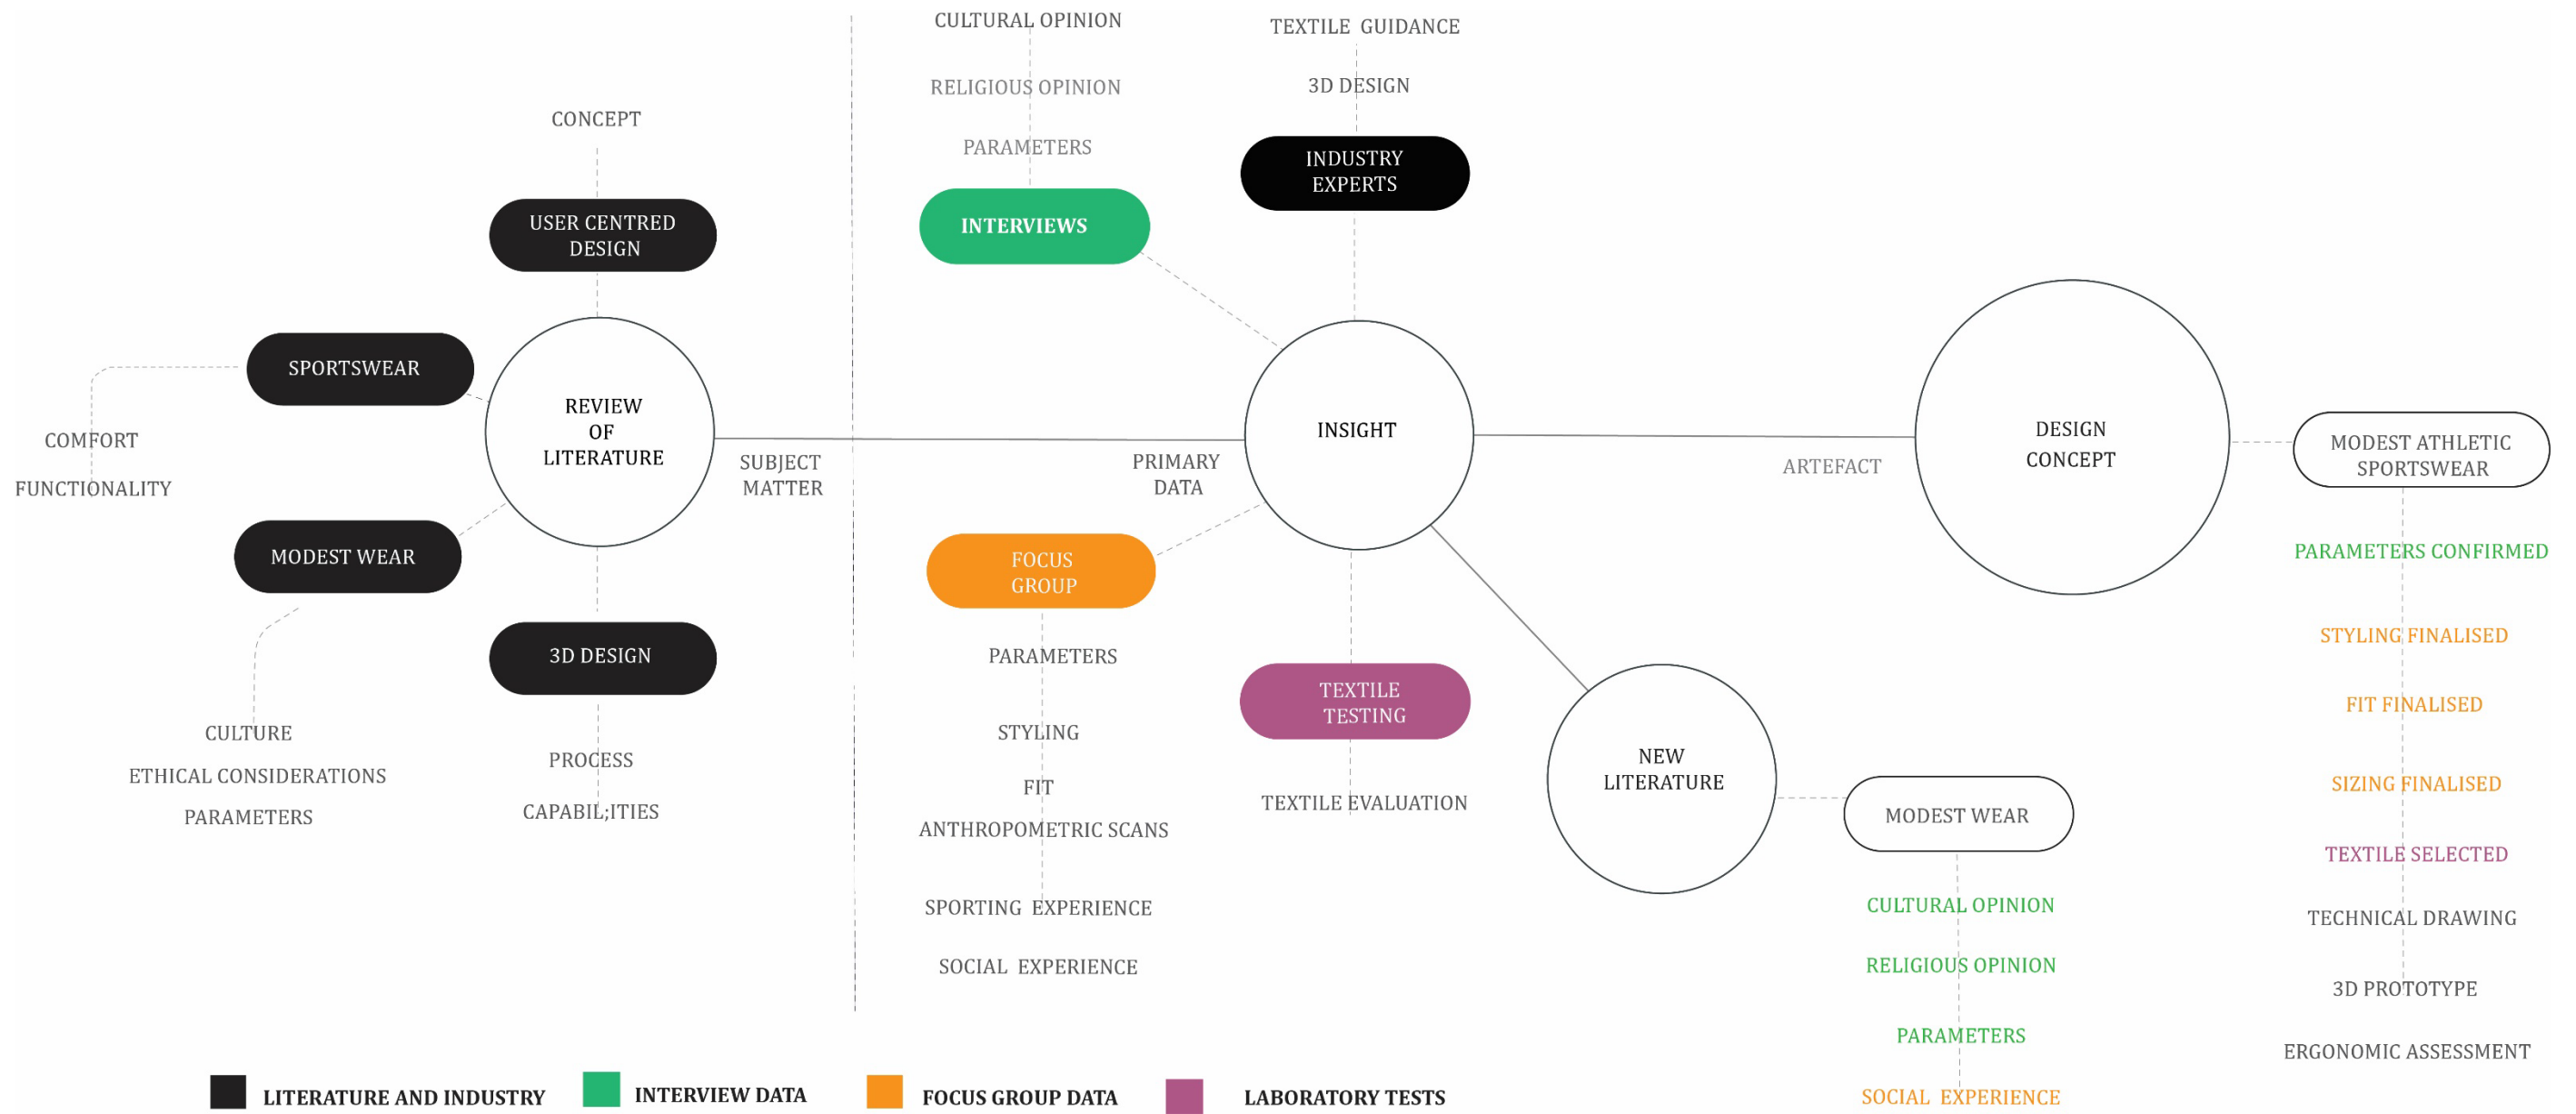 CONCEPT
USER CENTRED
DESIGN
SPORTSWEAR
COMFORT
FUNCTIONALITY
REVIEW
OF
LITERATURE
MODEST WEAR
CULTURE
ETHICAL CONSIDERATIONS
PARAMETERS
3D DESIGN
PROCESS
CAPABIL;ITIES
SUBJECT
MATTER
CULTURAL OPINION
RELIGIOUS OPINION
PARAMETERS
INTERVIEWS
TEXTILE GUIDANCE
3D DESIGN
INDUSTRY
EXPERTS
INSIGHT
PRIMARY
DATA
FOCUS
GROUP
PARAMETERS
STYLING
FIT
ANTHROPOMETRIC SCANS
SPORTING EXPERIENCE
SOCIAL EXPERIENCE
TEXTILE
TESTING
TEXTILE EVALUATION
NEW
LITERATURE
MODEST WEAR
CULTURAL OPINION
RELIGIOUS OPINION
PARAMETERS
SOCIAL EXPERIENCE
ARTEFACT
DESIGN
CONCEPT
MODEST ATHLETIC
SPORTSWEAR
PARAMETERS CONFIRMED
STYLING FINALISED
FIT FINALISED
SIZING FINALISED
TEXTILE SELECTED
TECHNICAL DRAWING
3D PROTOTYPE
ERGONOMIC ASSESSMENT
LITERATURE AND INDUSTRY
INTERVIEW DATA
FOCUS GROUP DATA
LABORATORY TESTS